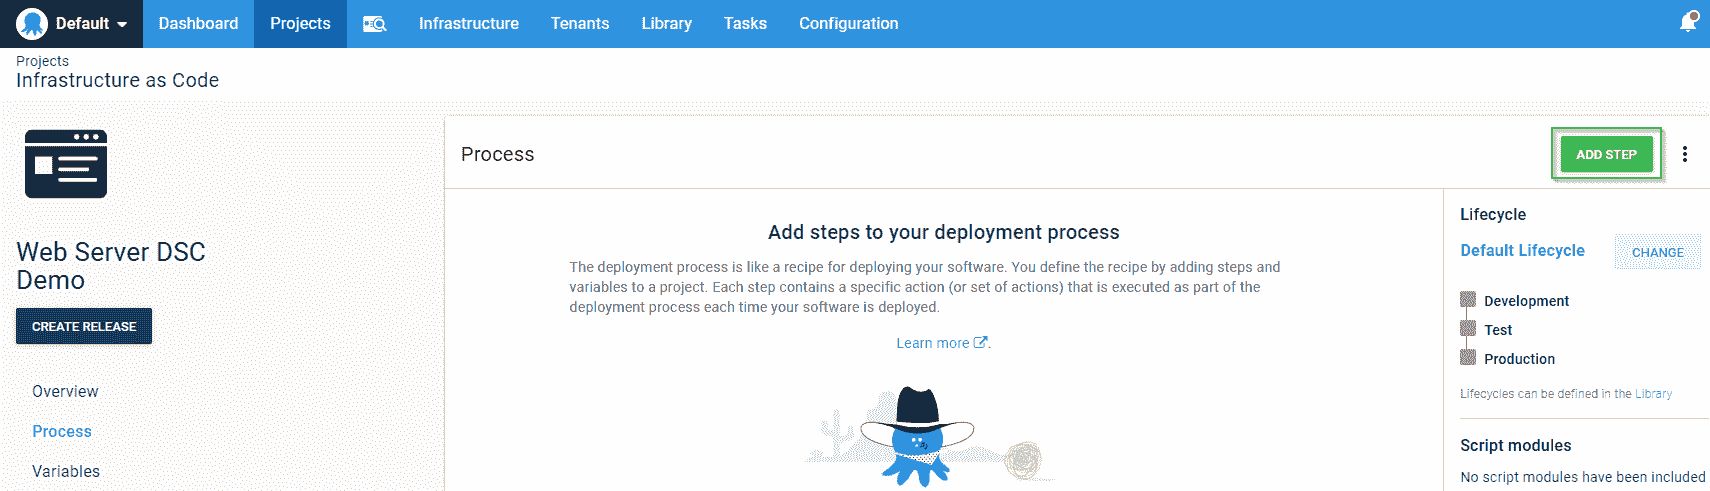 Default
Dashboard
Projects
Infrastructure
Tenants
Library
Tasks
Configuration
Projects
Infrastructure as Code
Web Server DSC
Demo
CREATE RELEASE
Overview
Process
Variables
Process
ADD STEP
Add steps to your deployment process
The deployment process is like a recipe for deploying your software. You define the recipe by adding steps and
variables to a project. Each step contains a specific action (or set of actions) that is executed as part of the
deployment process each time your software is deployed.
Learn more.
Lifecycle
Default Lifecycle
CHANGE
Development
Test
Production
Lifecycles can be defined in the Library
Script modules
No script modules have been included